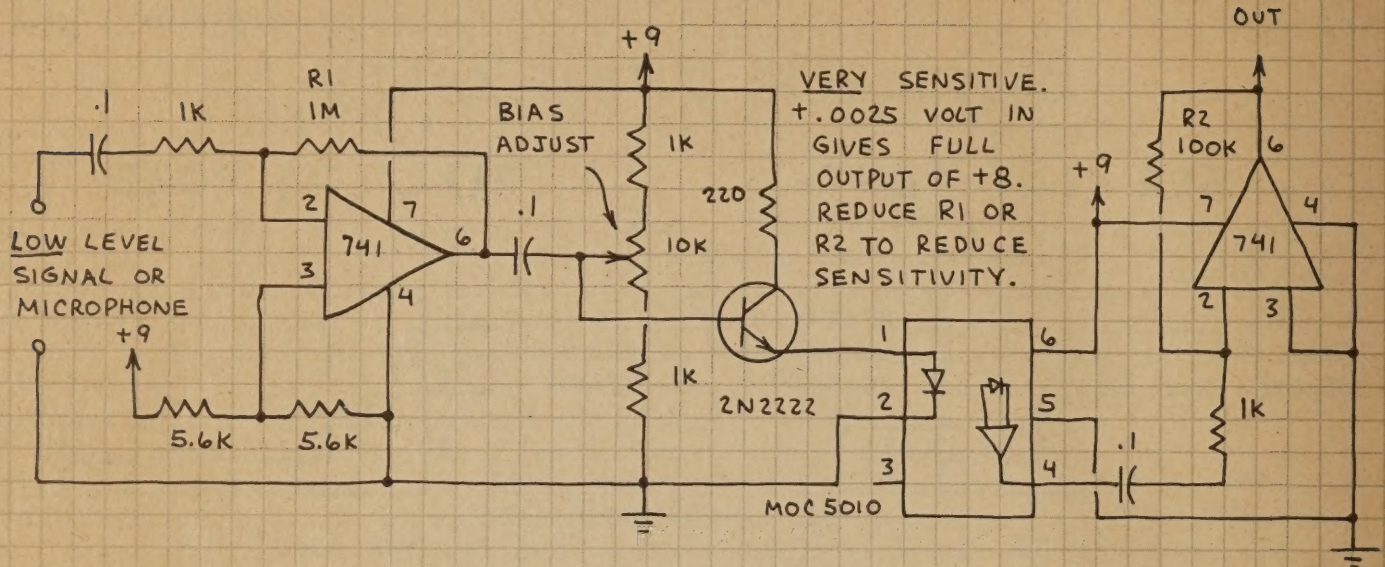 OUT
+9
R1
1M
.1
1K
BIAS
ADJUST
1K
VERY SENSITIVE.
+.0025 VOLT IN
GIVES FULL
OUTPUT OF +8.
REDUCE R1 OR
R2 TO REDUCE
SENSITIVITY.
+9
R2
100K
6
7
4
741
2
3
2
7
741
6
3
4
.1
10K
220
LOW LEVEL
SIGNAL OR
MICROPHONE
+9
5.6K
5.6K
1K
2N2222
1
2
3
6
5
4
MOC 5010
.1
1K